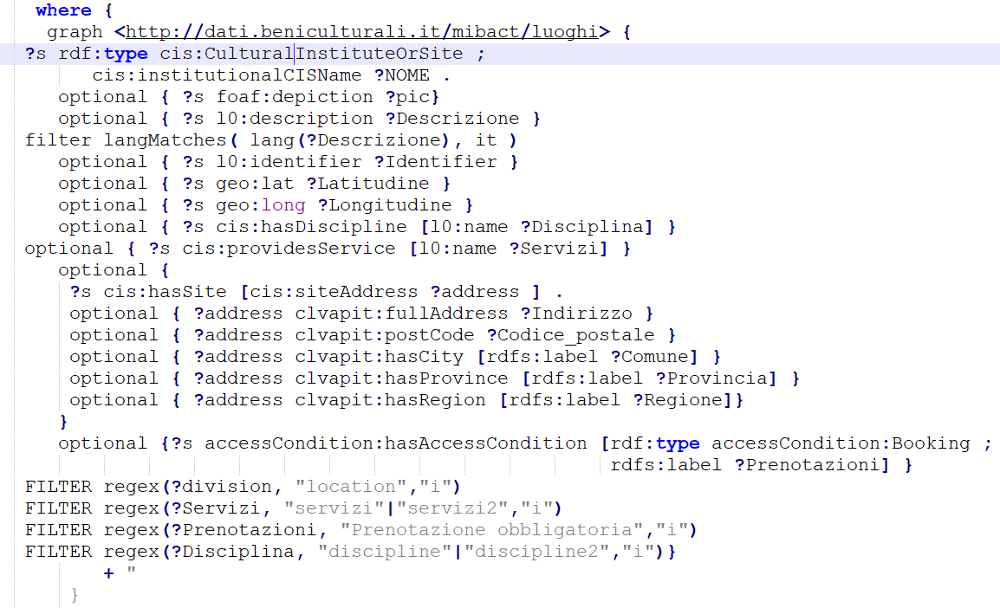 where {
graph <http://dati.beniculturali.it/mibact/luoghi> {
?s rdf:type cis:CulturalInstituteOrSite ;
cis:institutionalCISName ?NOME .
optional { ?s foaf:depiction ?pic}
optional { ?s l0:description ?Descrizione }
filter langMatches( lang(?Descrizione), it )
optional { ?s l0:identifier ?Identifier }
optional { ?s geo:lat ?Latitudine }
optional { ?s geo:long ?Longitudine }
optional { ?s cis:hasDiscipline [l0:name ?Disciplina] }
optional { ?s cis:providesService [l0:name ?Servizi] }
optional {
?s cis:hasSite [cis:siteAddress ?address ] .
optional { ?address clvapit:fullAddress ?Indirizzo }
optional { ?address clvapit:postCode ?Codice_postale }
optional { ?address clvapit:hasCity [rdfs:label ?Comune] }
optional { ?address clvapit:hasProvince [rdfs:label ?Provincia] }
optional { ?address clvapit:hasRegion [rdfs:label ?Regione]}
}
optional {?s accessCondition:hasAccessCondition [rdf:type accessCondition:Booking ;
rdfs:label ?Prenotazioni] }
FILTER regex(?division, "location","i")
FILTER regex(?Servizi, "servizi"|"servizi2","i")
FILTER regex(?Prenotazioni, "Prenotazione obbligatoria","i")
FILTER regex(?Disciplina, "discipline"|"discipline2","i")}
+ "
}